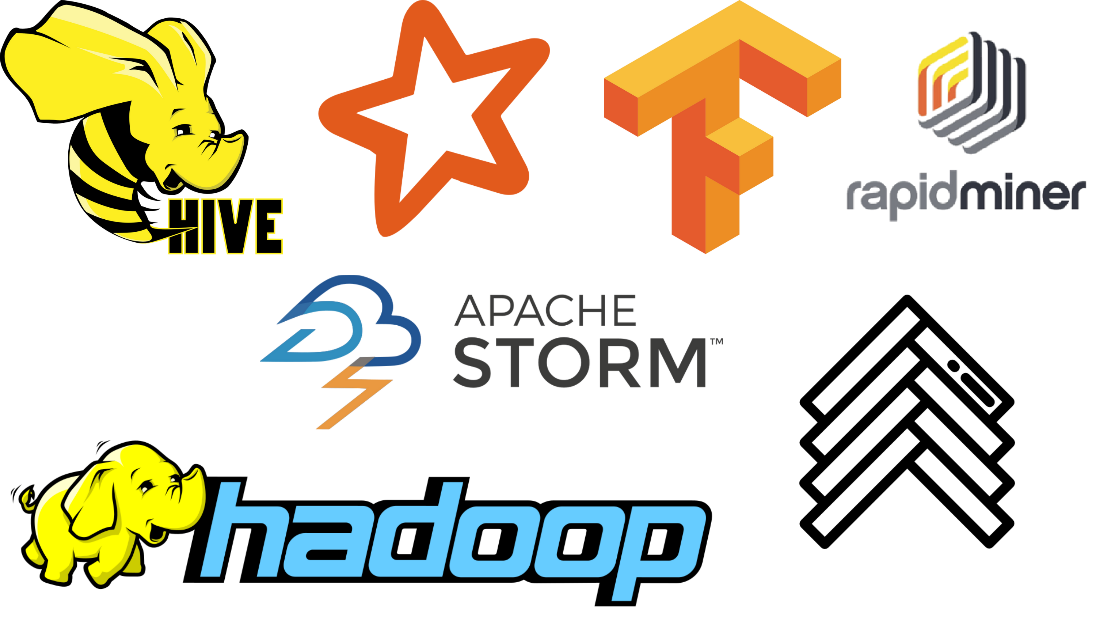 HIVE
rapidminer
APACHE
STORM™
hadoop